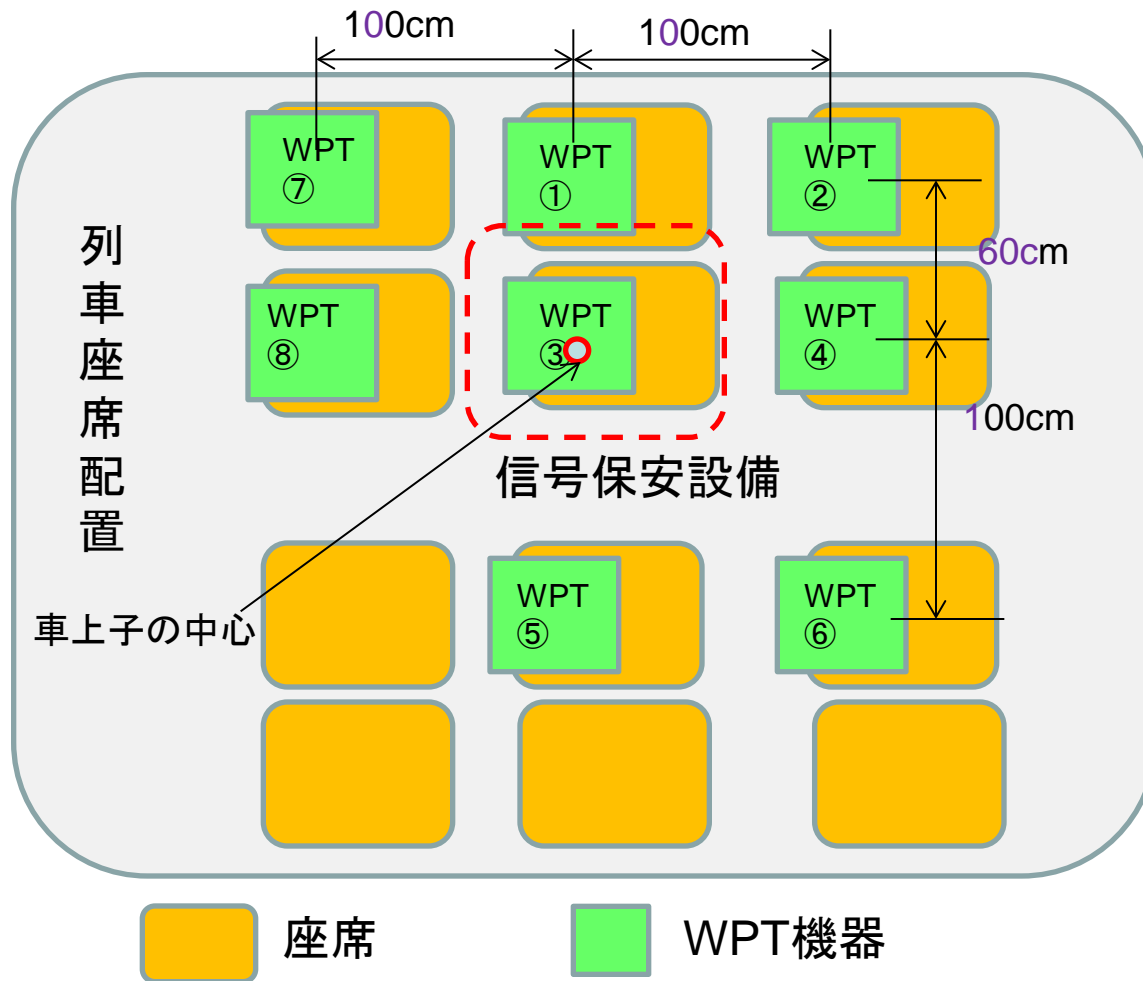 100cm
100cm
WPT
⑦
WPT
①
WPT
②
60cm
列車座席配置
WPT
⑧
WPT
③
WPT
④
100cm
信号保安設備
WPT
⑤
WPT
⑥
車上子の中心
座席
WPT機器